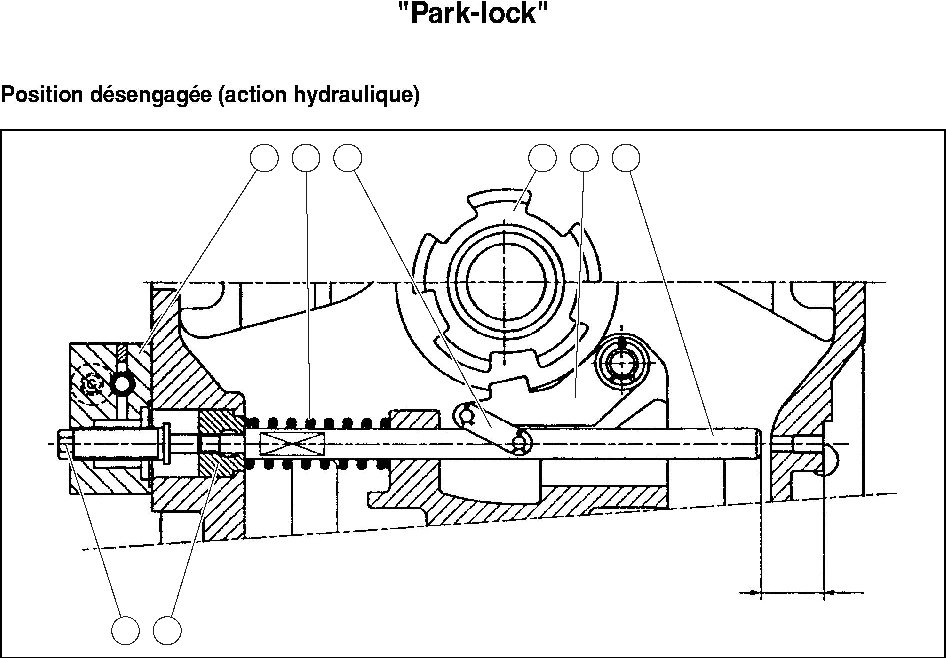 "Park-lock"
Position désengagée (action hydraulique)